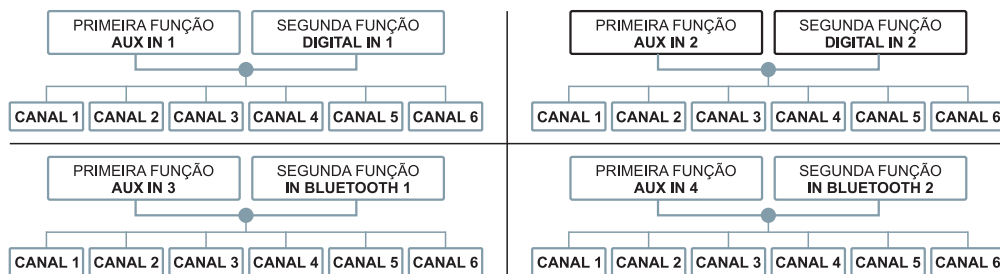 PRIMEIRA FUNÇÃO
AUX IN 1
SEGUNDA FUNÇÃO
DIGITAL IN 1
CANAL 1 CANAL 2 CANAL 3 CANAL 4 CANAL 5 CANAL 6
PRIMEIRA FUNÇÃO
AUX IN 2
SEGUNDA FUNÇÃO
DIGITAL IN 2
CANAL 1 CANAL 2 CANAL 3 CANAL 4 CANAL 5 CANAL 6
PRIMEIRA FUNÇÃO
AUX IN 3
SEGUNDA FUNÇÃO
IN BLUETOOTH 1
CANAL 1 CANAL 2 CANAL 3 CANAL 4 CANAL 5 CANAL 6
PRIMEIRA FUNÇÃO
AUX IN 4
SEGUNDA FUNÇÃO
IN BLUETOOTH 2
CANAL 1 CANAL 2 CANAL 3 CANAL 4 CANAL 5 CANAL 6